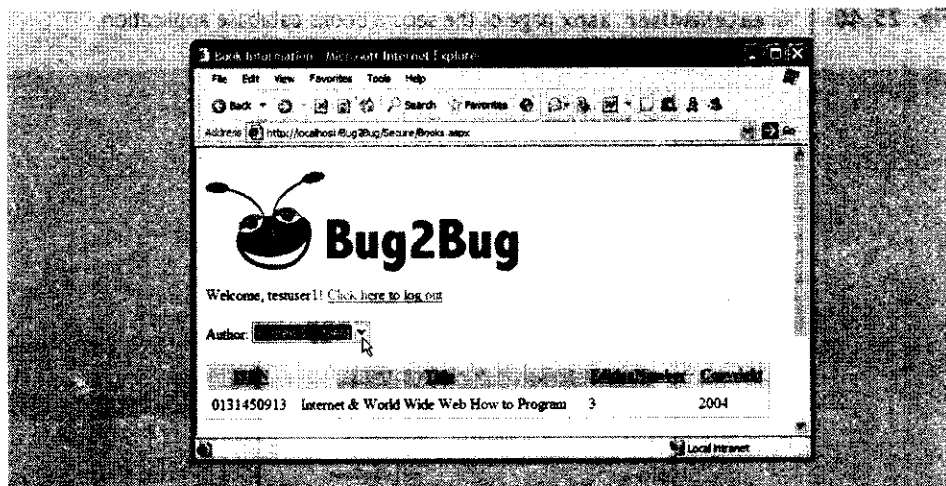 Book Information - Microsoft Internet Explorer
File Edit View Favorites Tools Help
Back Search Favorites
Address http://localhost/Bug2Bug/Secure/Books.aspx Go
Bug2Bug
Welcome, testuser1! Click here to log out
Author:
Title Copyright
0131450913 Internet & World Wide Web How to Program 3 2004
Local intranet